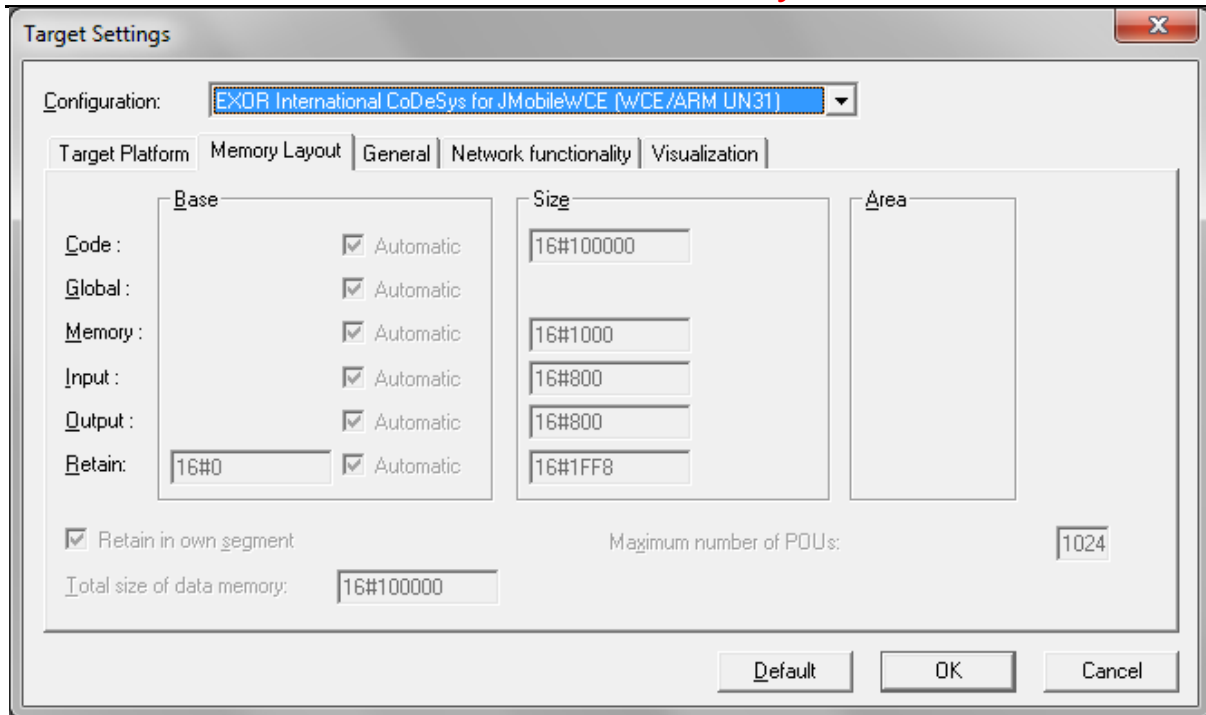 Target Settings
Configuration: EXOR International CoDeSys for JMobileWCE (WCE/ARM UN31)
Target Platform Memory Layout General Network functionality Visualization
Base Size Area
Code : Automatic 16#100000
Global : Automatic
Memory : Automatic 16#1000
Input : Automatic 16#800
Output : Automatic 16#800
Retain: 16#0 Automatic 16#1FF8
Retain in own segment Maximum number of POUs: 1024
Total size of data memory: 16#100000
Default OK Cancel